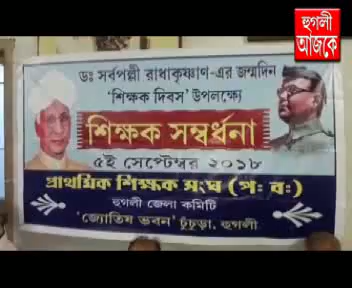 হুগলী
আজকে
ডঃ সর্বপল্লী রাধাকৃষ্ণাণ-এর জন্মদিন
'শিক্ষক দিবস' উপলক্ষ্যে
শিক্ষক সম্বর্ধনা
৫ই সেপ্টেম্বর ২০১৮
প্রাথমিক শিক্ষক সংঘ (প: ব:)
হুগলী জেলা কমিটি
'জ্যোতিষ ভবন' চুঁচুড়া, হুগলী